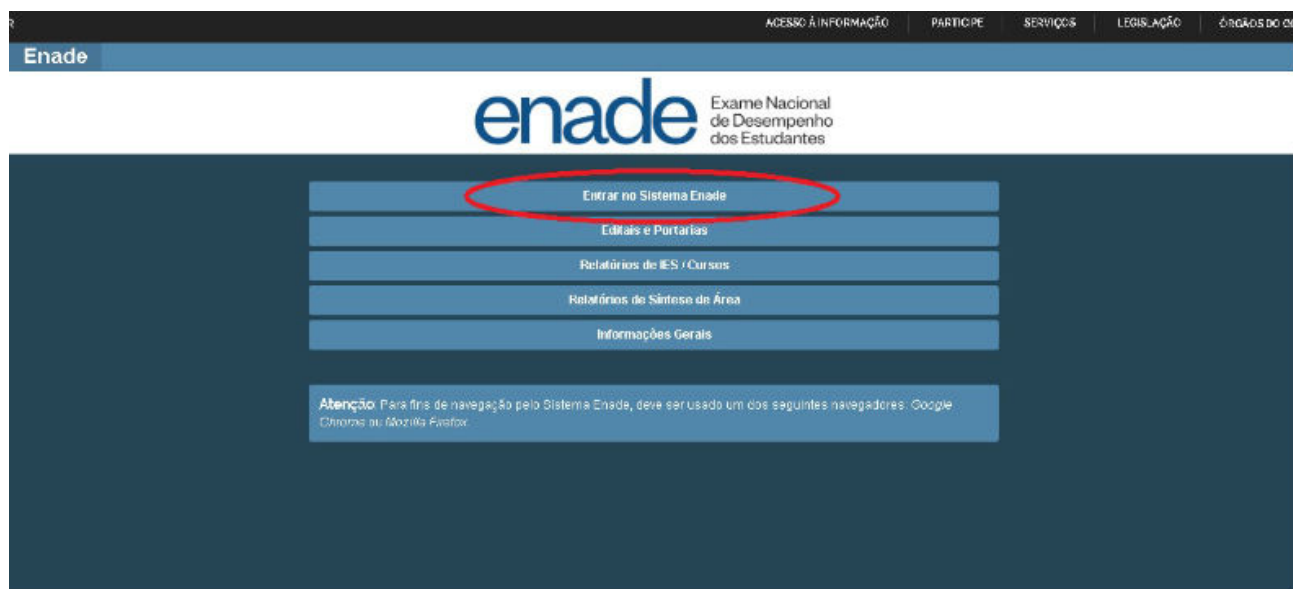 R
ACESSO À INFORMAÇÃO PARTICIPE SERVIÇOS LEGISLAÇÃO ÓRGÃOS DO
Enade
enade
Exame Nacional
de Desempenho
dos Estudantes
Entrar no Sistema Enade
Editais e Portarias
Relatórios de IES / Cursos
Relatórios de Síntese de Área
Informações Gerais
Atenção: Para fins de navegação pelo Sistema Enade, deve ser usado um dos seguintes navegadores: Google
Chrome ou Mozilla Firefox.